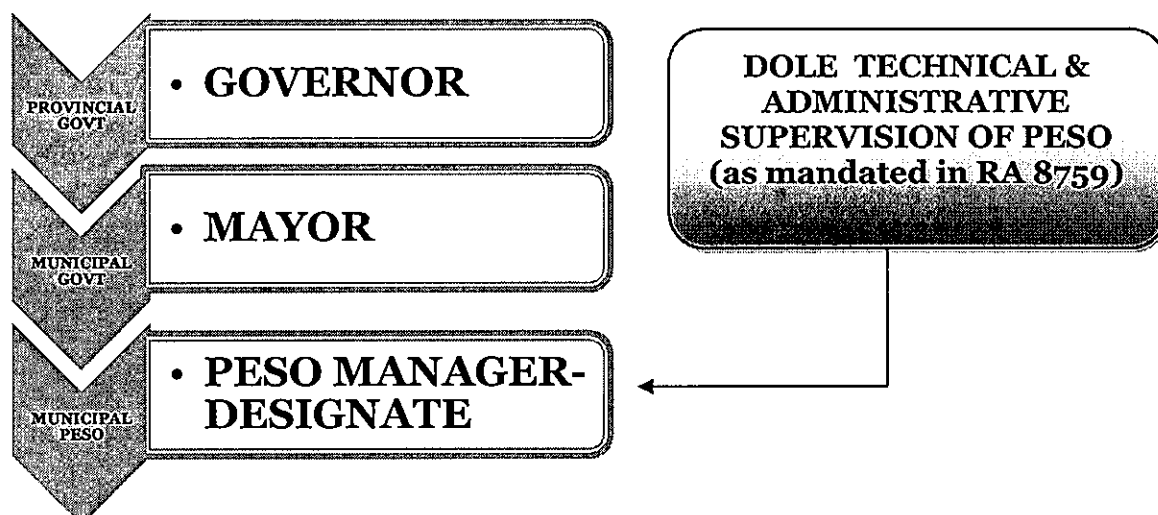 PROVINCIAL
GOVT
• GOVERNOR
MUNICIPAL
GOVT
• MAYOR
MUNICIPAL
PESO
• PESO MANAGER-
DESIGNATE
DOLE TECHNICAL &
ADMINISTRATIVE
SUPERVISION OF PESO
(as mandated in RA 8759)